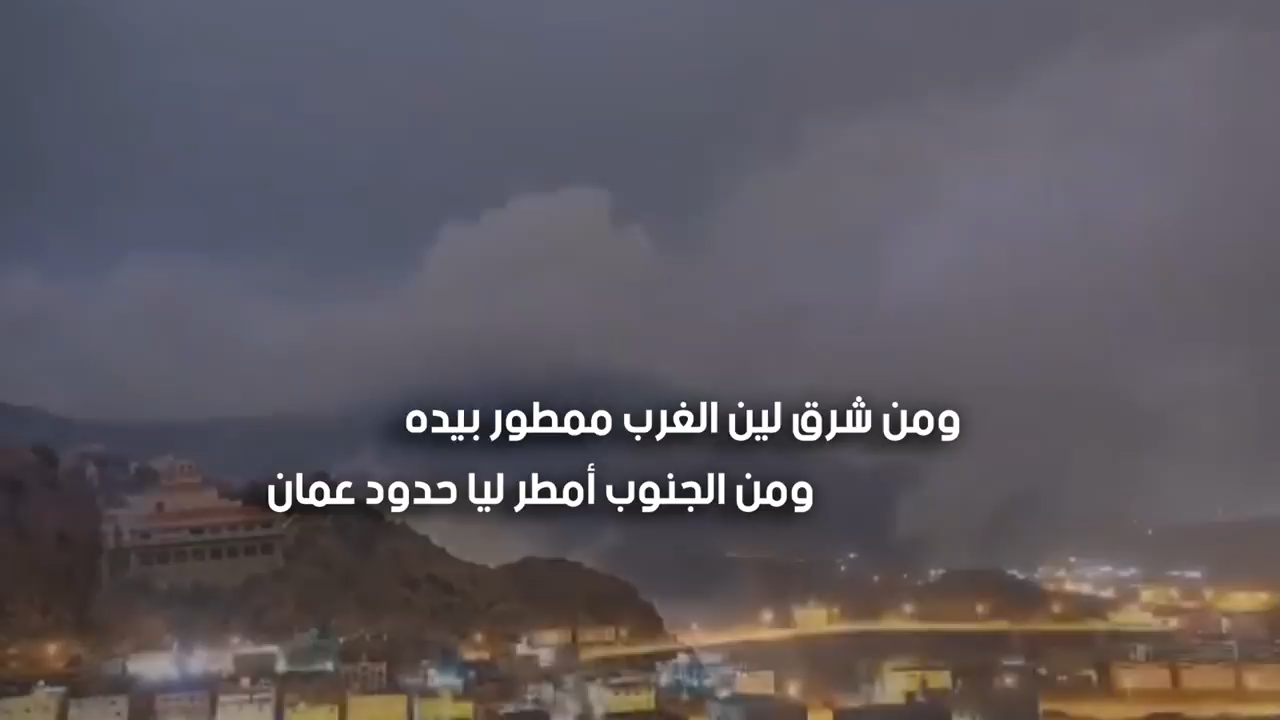 ومن شرق لين الغرب ممطور بيده
ومن الجنوب أمطر ليا حدود عمان